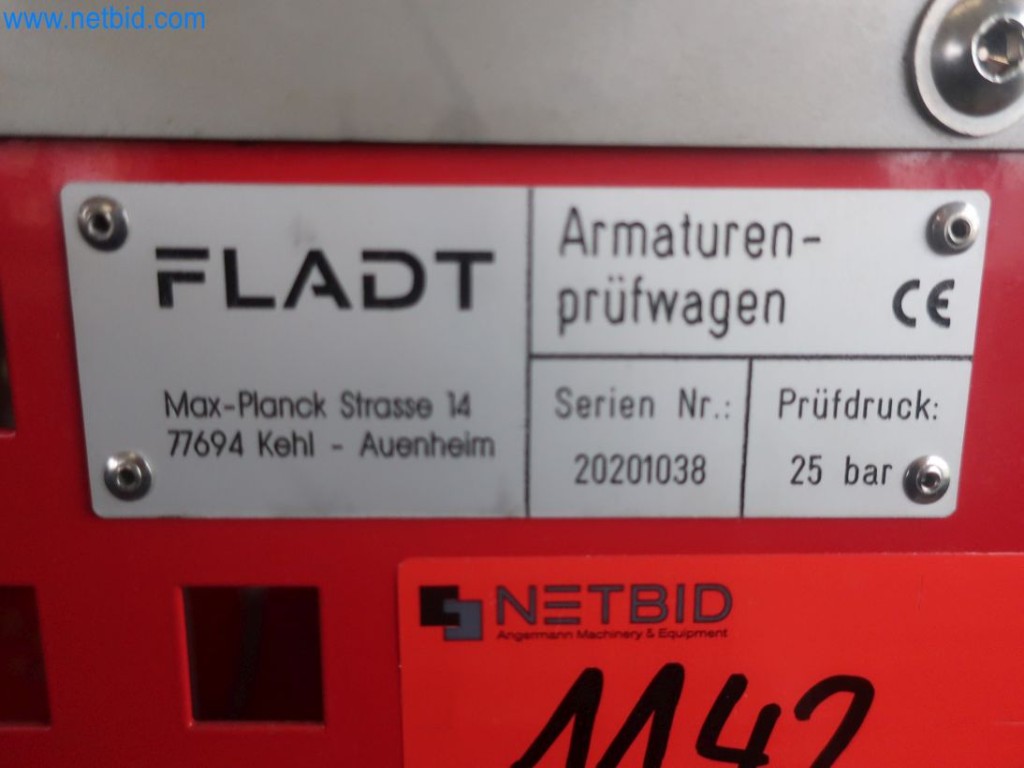 www.netbid.com
FLADT
Max-Planck Strasse 14
77694 Kehl - Auenheim
Armaturen-
prüfwagen
CE
Serien Nr.:
20201038
Prüfdruck:
25 bar
NETBID
Angermann Machinery & Equipment
1142